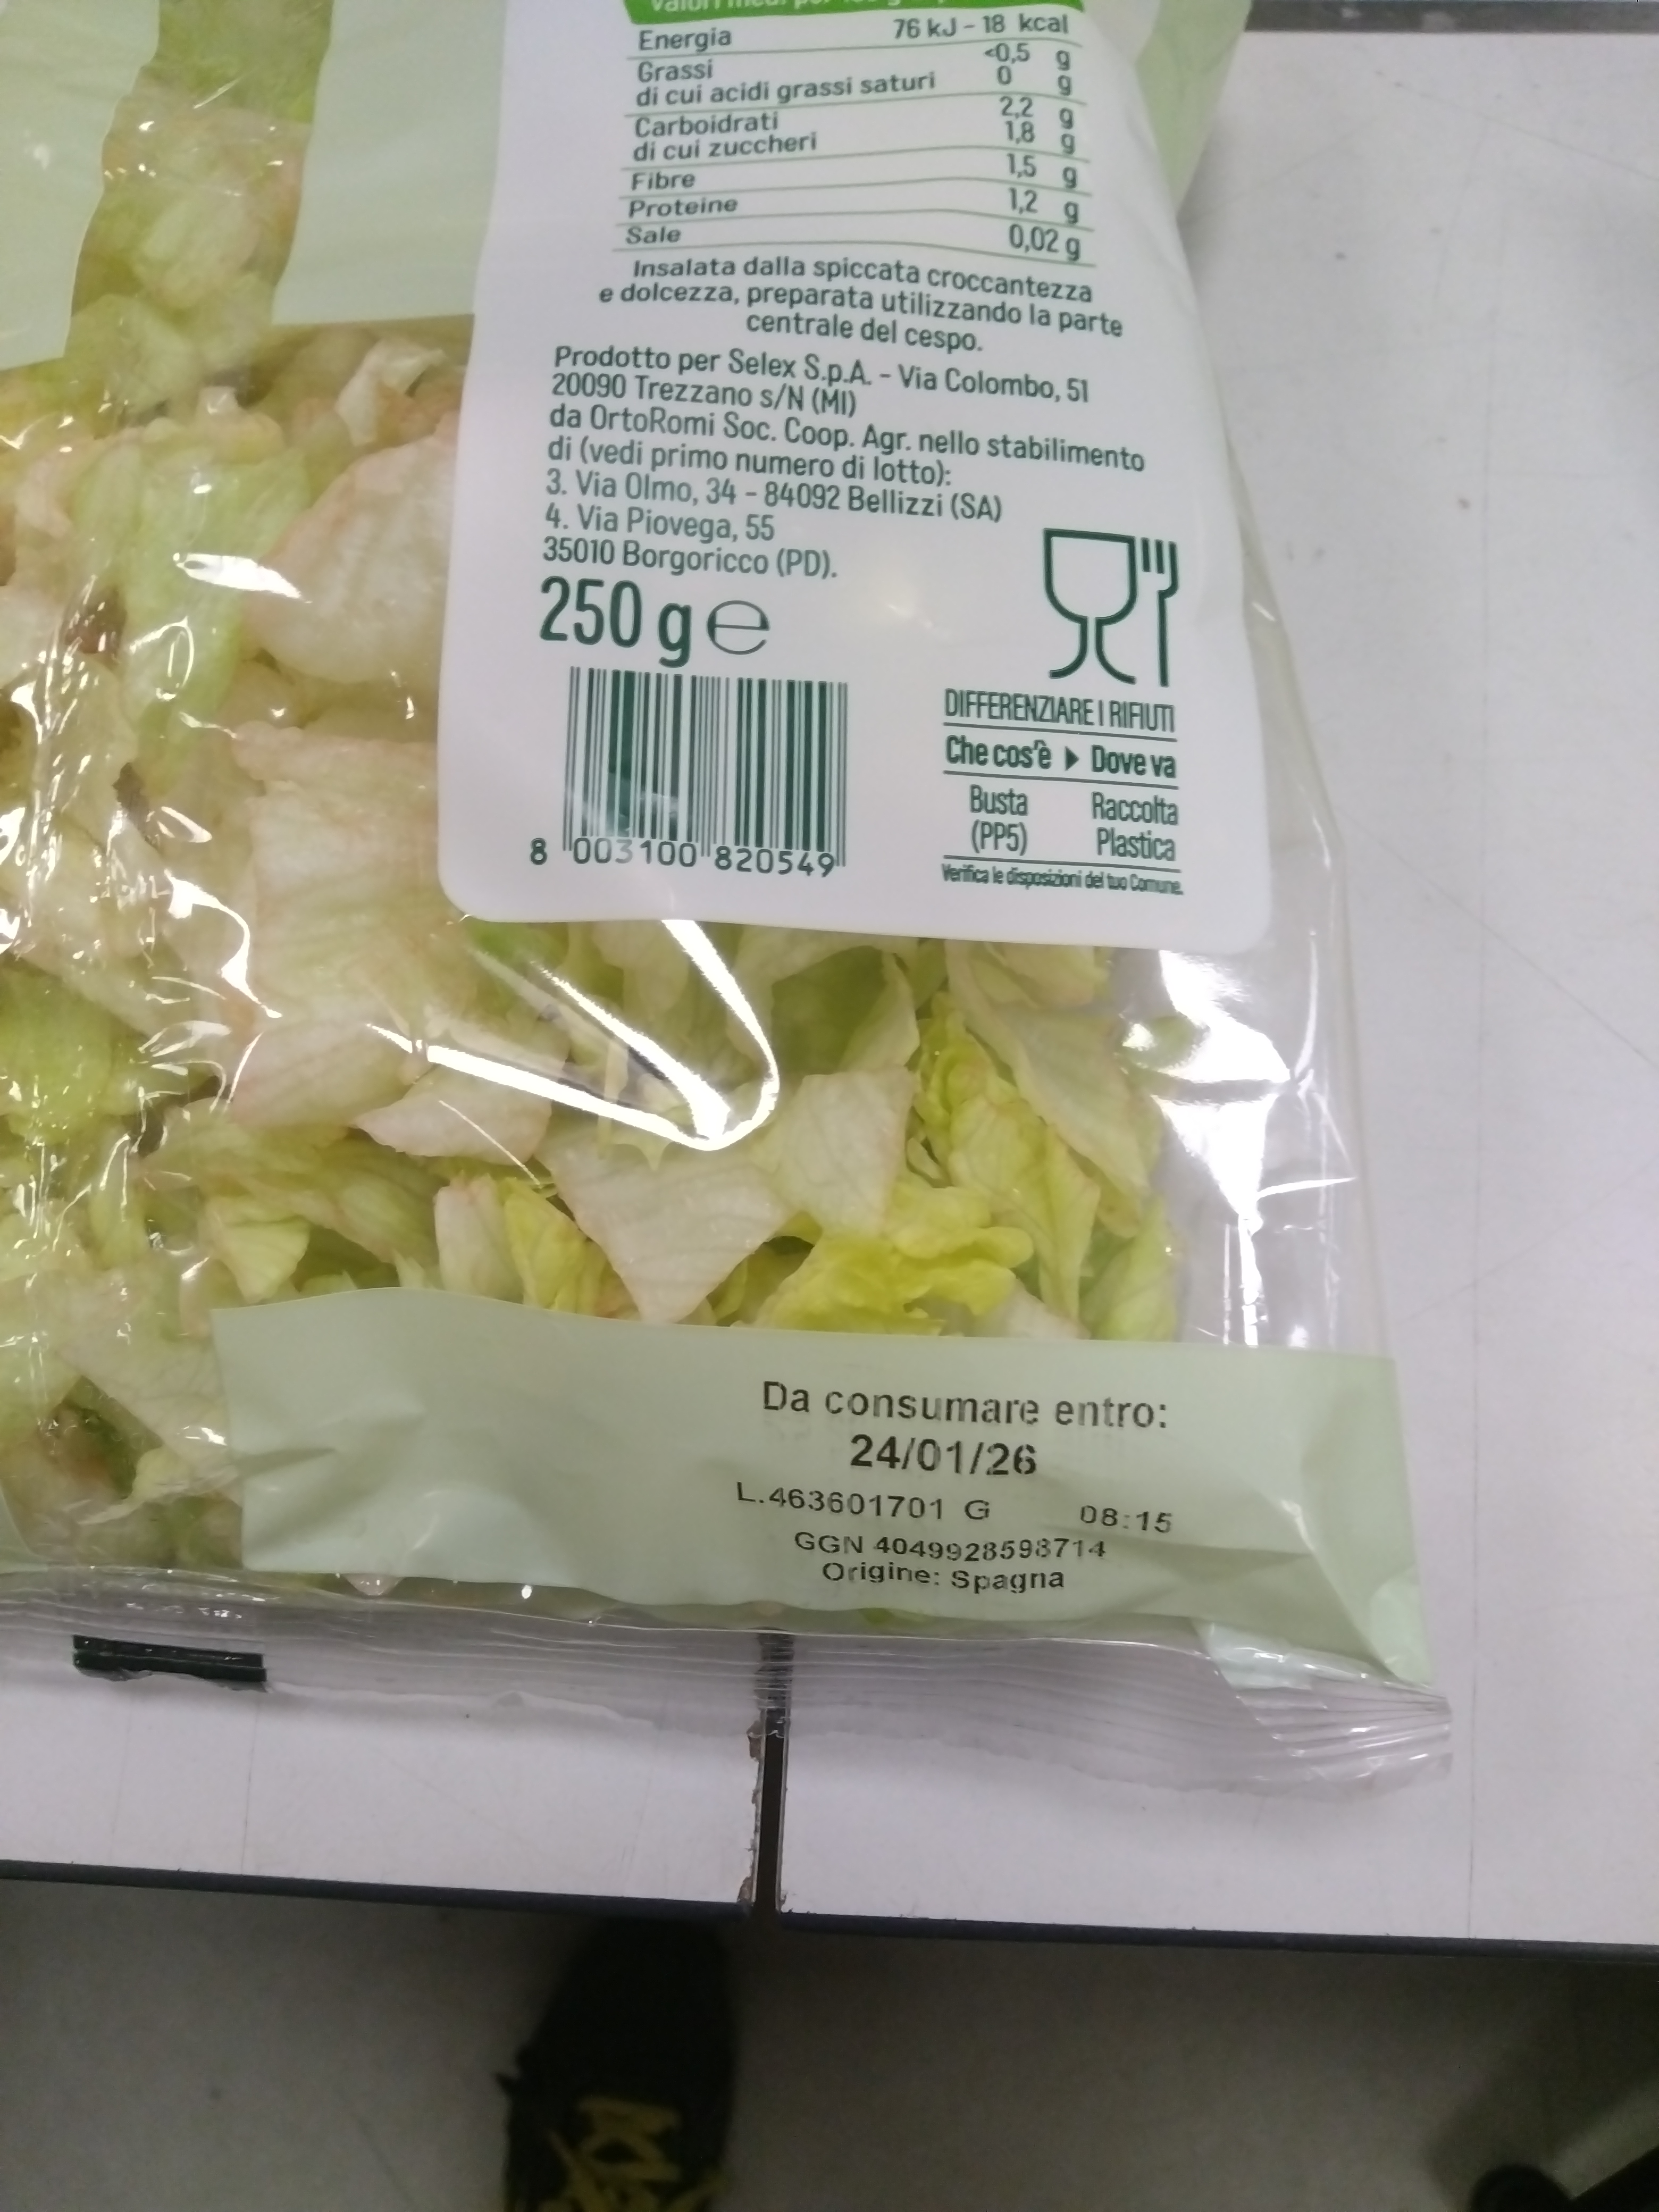 Energia 76 kJ - 18 kcal
Grassi <0,5 g
di cui acidi grassi saturi 0 g
Carboidrati 2,2 g
di cui zuccheri 1,8 g
Fibre 1,5 g
Proteine 1,2 g
Sale 0,02 g
Insalata dalla spiccata croccantezza
e dolcezza, preparata utilizzando la parte
centrale del cespo.
Prodotto per Selex S.p.A. - Via Colombo, 51
20090 Trezzano s/N (MI)
da OrtoRomi Soc. Coop. Agr. nello stabilimento
di (vedi primo numero di lotto):
3. Via Olmo, 34 - 84092 Bellizzi (SA)
4. Via Piovega, 55
35010 Borgoricco (PD).
250 g e
8 003100 820549
DIFFERENZIARE I RIFIUTI
Che cos'è ▶ Dove va
Busta Raccolta
(PP5) Plastica
Verifica le disposizioni del tuo Comune.
Da consumare entro:
24/01/26
L.463601701 G 08:15
GGN 4049928598714
Origine: Spagna